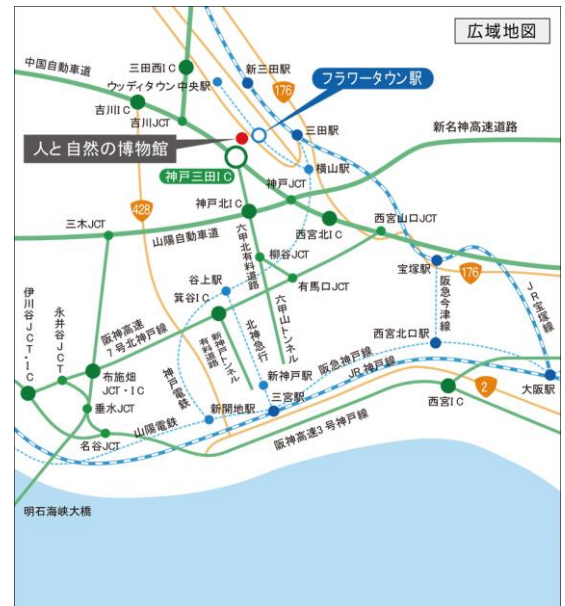 広域地図
中国自動車道
三田西IC
新三田駅
フラワータウン駅
ウッディタウン中央駅
176
吉川IC
吉川JCT
三田駅
新名神高速道路
人と自然の博物館
横山駅
神戸三田IC
神戸JCT
428
神戸北IC
三木JCT
山陽自動車道
西宮北IC
西宮山口JCT
六甲北有料道路
柳谷JCT
宝塚駅
176
谷上駅
有馬口JCT
箕谷IC
伊川谷JCT・IC
永井谷JCT
阪神高速
7号北神戸線
新神戸トンネル
有料道路
六甲山トンネル
北神急行
阪急今津線
JR宝塚線
西宮北口駅
布施畑
JCT・IC
神戸電鉄
新神戸駅
阪急神戸線
JR神戸線
垂水JCT
山陽電鉄
新開地駅
三宮駅
2
大阪駅
西宮IC
名谷JCT
阪神高速3号神戸線
明石海峡大橋